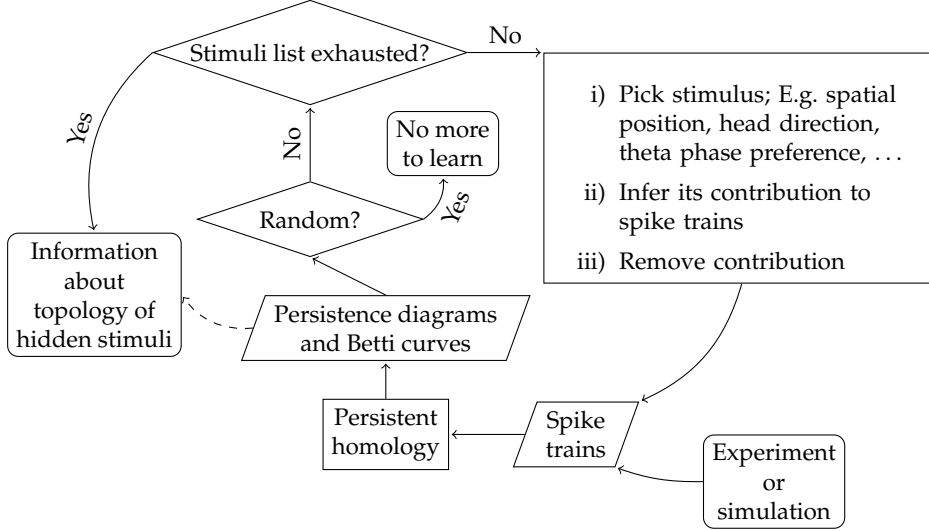 Stimuli list exhausted?
No
Yes
i) Pick stimulus; E.g. spatial
position, head direction,
theta phase preference, ...
ii) Infer its contribution to
spike trains
iii) Remove contribution
No
No more
to learn
Yes
Random?
Information
about
topology of
hidden stimuli
Persistence diagrams
and Betti curves
Persistent
homology
Spike
trains
Experiment
or
simulation